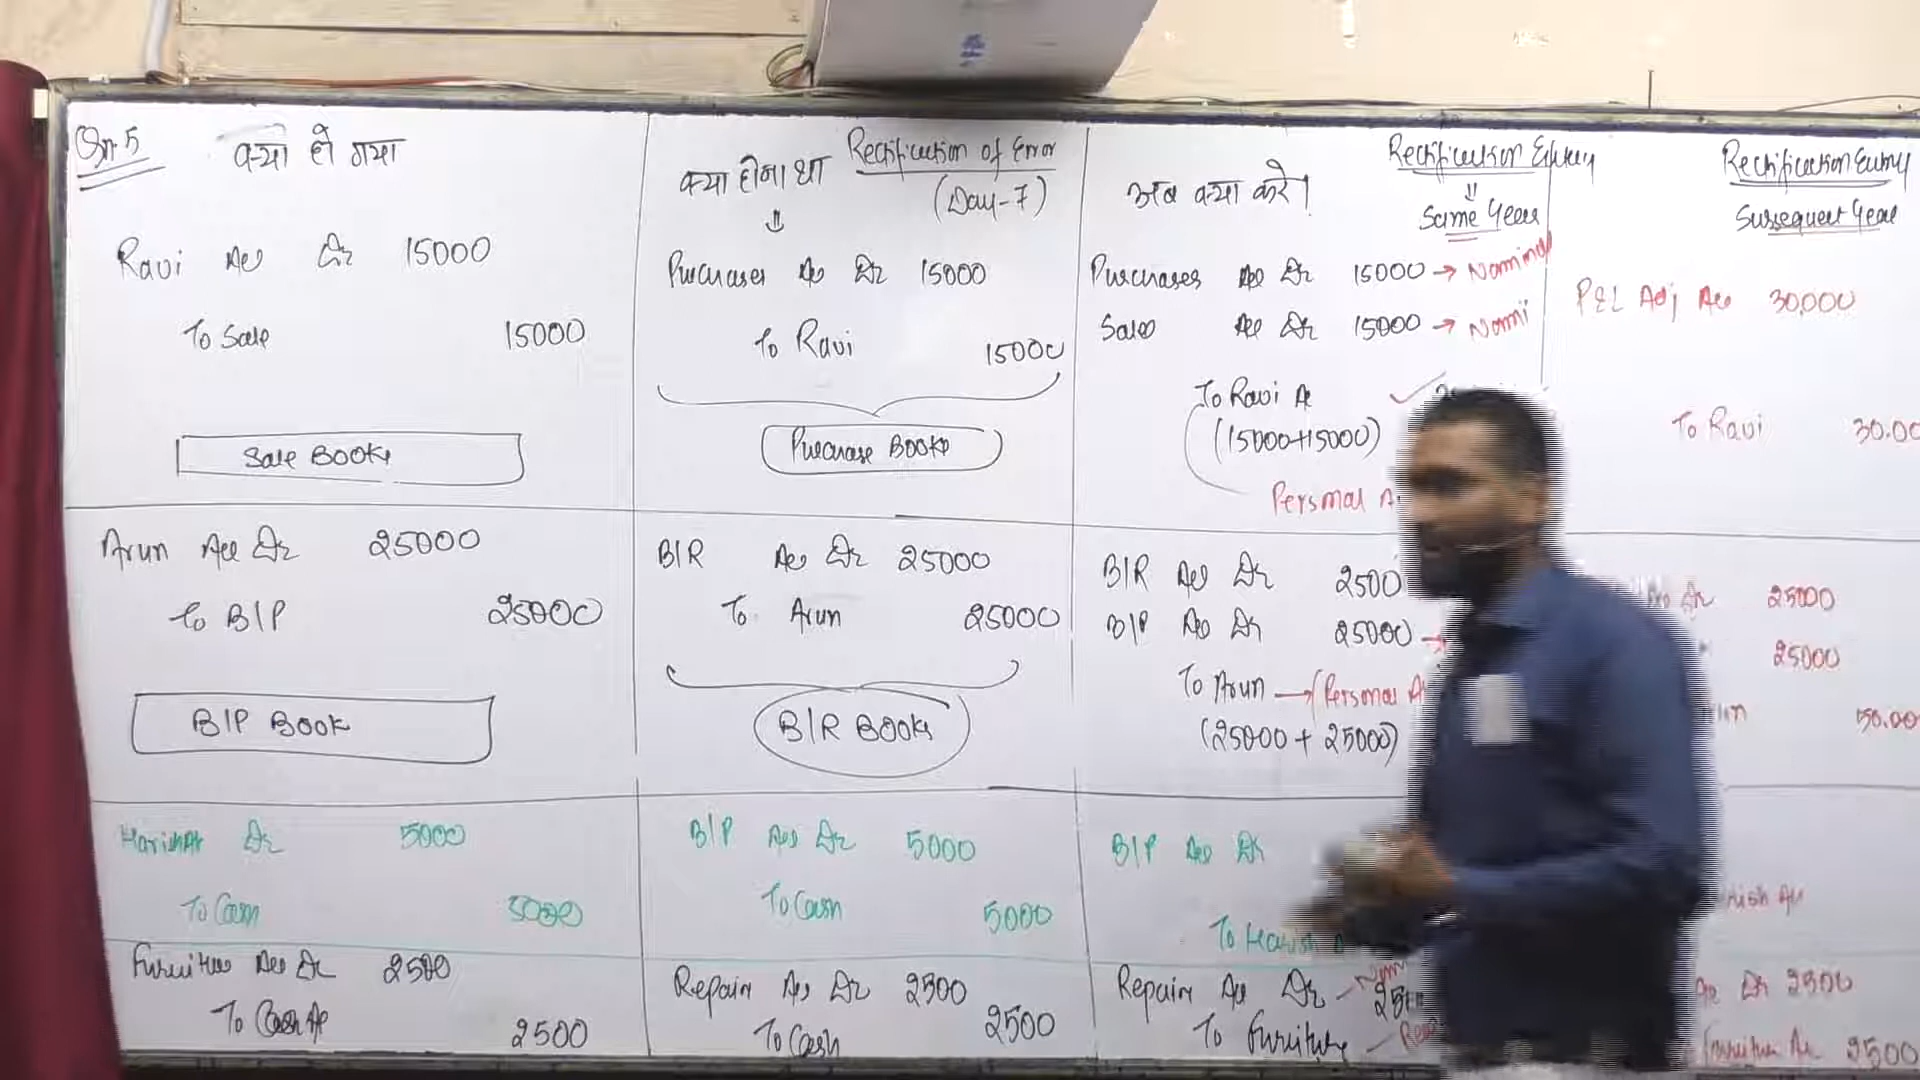 Qn.5
क्या हो गया
Ravi A/c Dr 15000
To Sale 15000
Sale Book
Arun A/c Dr 25000
To B/P 25000
B/P Book
Harish A/c Dr 5000
To Cash 5000
Furniture A/c Dr 2500
To Cash A/c 2500
क्या होना था
Rectification of Error
(Day-7)
⇓
Purchases A/c Dr 15000
To Ravi 15000
Purchase Book
B/R A/c Dr 25000
To Arun 25000
B/R Book
B/P A/c Dr 5000
To Cash 5000
Repair A/c Dr 2500
To Cash 2500
अब क्या करे।
Rectification Entry
⇓
Same Year
Purchases A/c Dr 15000 → Nominal
Sales A/c Dr 15000 → Nomi
To Ravi A/c
(15000+15000)
Personal A
B/R A/c Dr 2500
B/P A/c Dr 25000 →
To Arun → (Personal A
(25000 + 25000)
B/P A/c Dr
To Harish
Repair A/c Dr
To Furniture
Rectification Entry
Subsequent Year
P&L Adj A/c 30,000
To Ravi 30.00
A/c Dr 25000
25000
50.00
A/c Dr 2500
Furniture A/c 2500